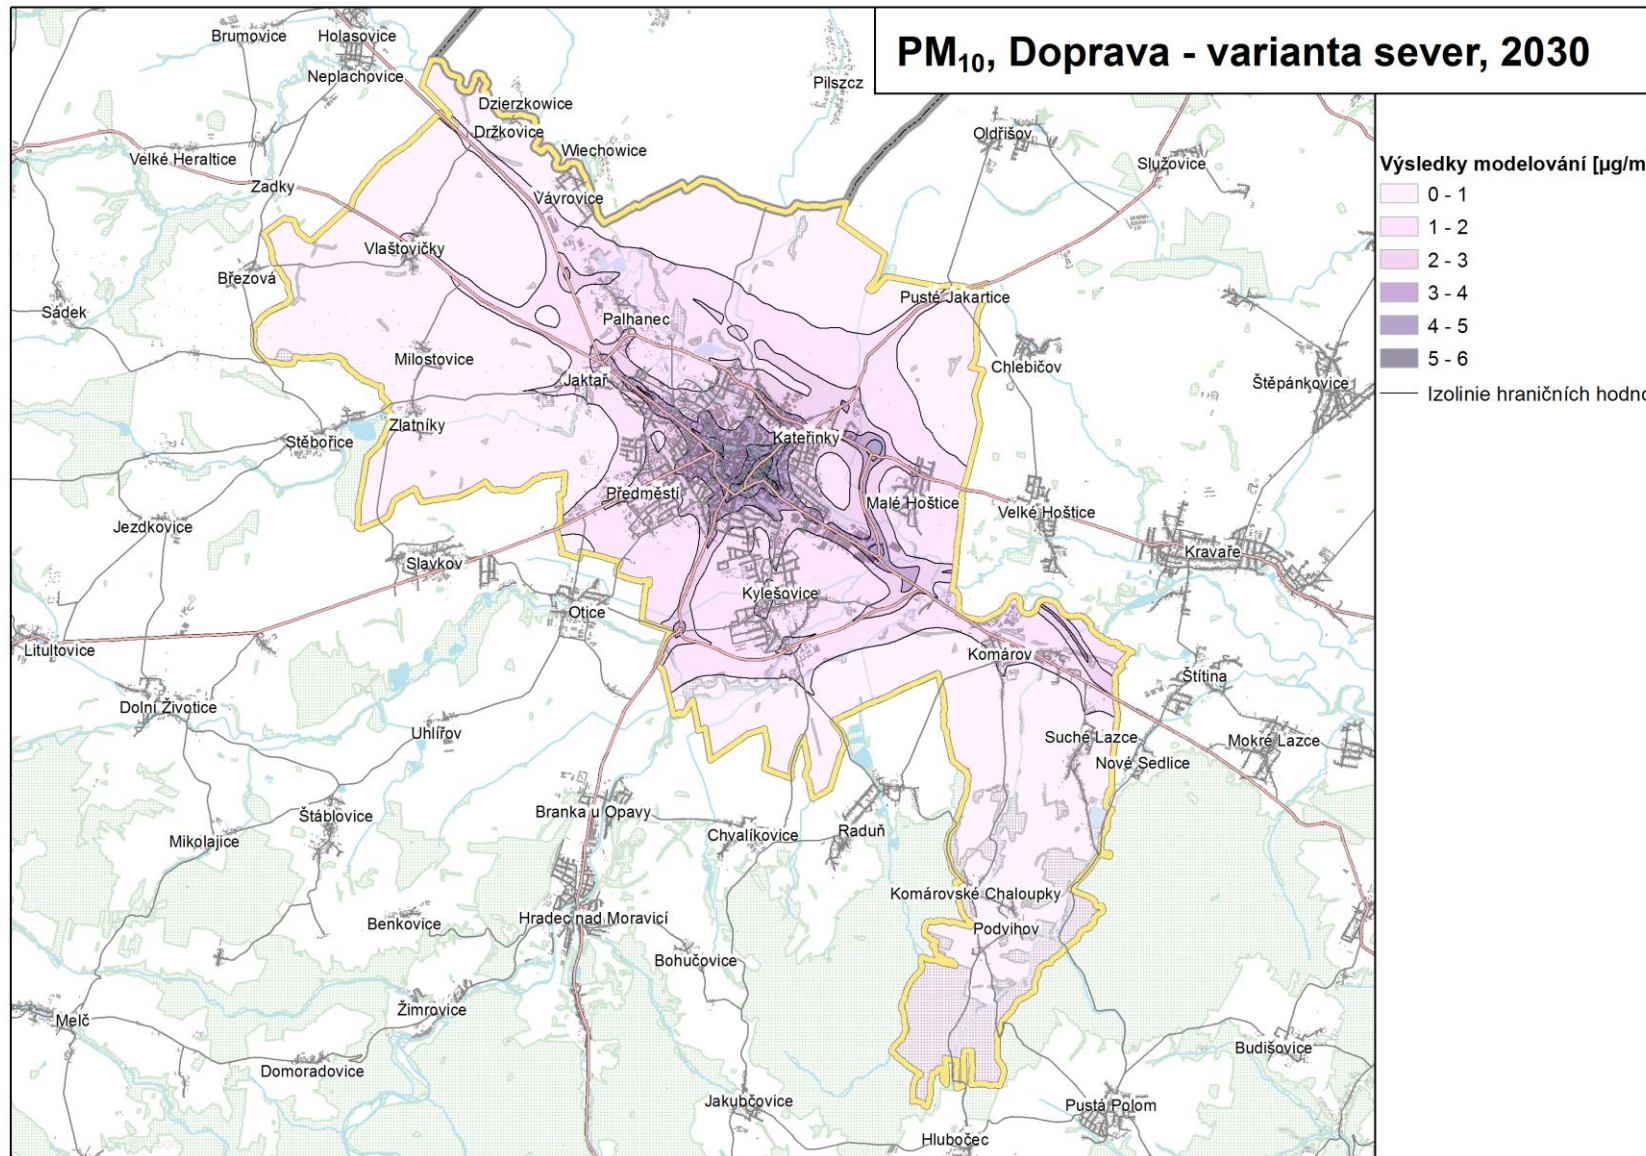 PM₁₀, Doprava - varianta sever, 2030
Výsledky modelování [µg/m
0 - 1
1 - 2
2 - 3
3 - 4
4 - 5
5 - 6
Izolinie hraničních hodno
Brumovice
Holasovice
Neplachovice
Pilszcz
Dzierzkowice
Držkovice
Oldřišov
Velké Heraltice
Wiechowice
Služovice
Zadky
Vávrovice
Vlaštovičky
Březová
Pusté Jakartice
Sádek
Palhanec
Milostovice
Chlebičov
Jaktař
Štěpánkovice
Zlatníky
Stěbořice
Kateřinky
Předměstí
Malé Hoštice
Velké Hoštice
Jezdkovice
Kravaře
Slavkov
Kylešovice
Otice
Litultovice
Komárov
Štítina
Dolní Životice
Uhlířov
Suché Lazce
Mokré Lazce
Nové Sedlice
Branka u Opavy
Štáblovice
Chvalíkovice
Raduň
Mikolajice
Komárovské Chaloupky
Benkovice
Hradec nad Moravicí
Podvihov
Bohučovice
Žimrovice
Melč
Budišovice
Domoradovice
Jakubčovice
Pustá Polom
Hlubočec